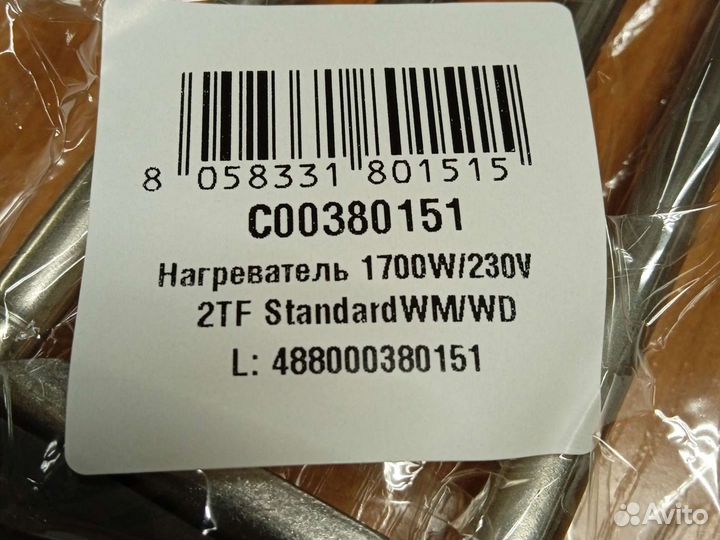 8 058331 801515
C00380151
Нагреватель 1700W/230V
2TF StandardWM/WD
L: 488000380151
Avito